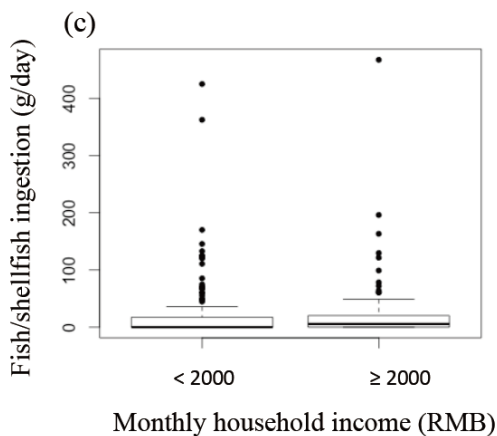 (c)
Fish/shellfish ingestion (g/day)
400
300
200
100
0
< 2000
≥ 2000
Monthly household income (RMB)